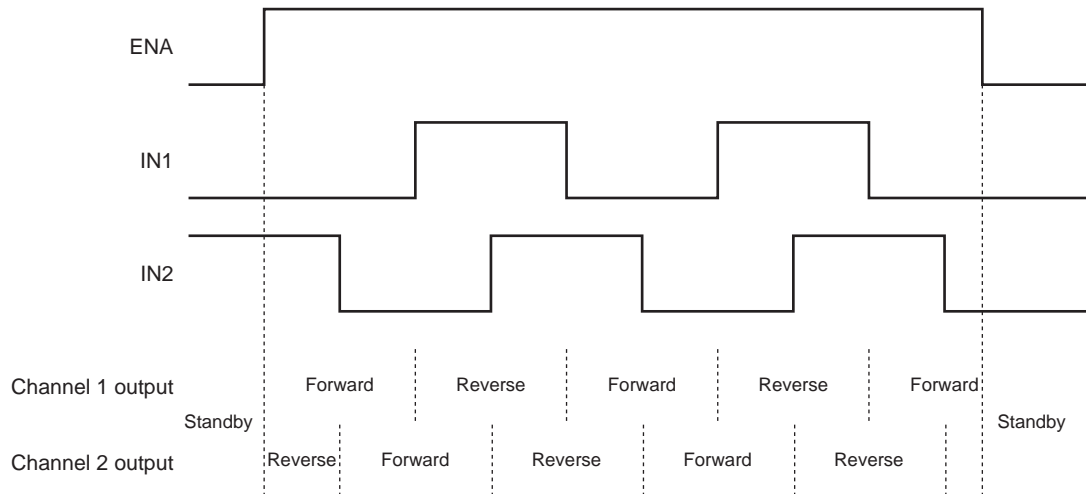 ENA
IN1
IN2
Channel 1 output
Forward
Reverse
Forward
Reverse
Forward
Standby
Standby
Channel 2 output
Reverse
Forward
Reverse
Forward
Reverse